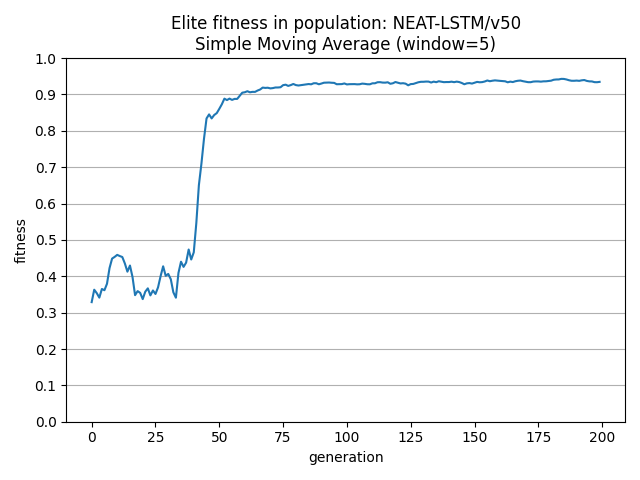 Elite fitness in population: NEAT-LSTM/v50
Simple Moving Average (window=5)
1.0
0.9
0.8
0.7
0.6
0.5
0.4
0.3
0.2
0.1
0.0
fitness
0 25 50 75 100 125 150 175 200
generation